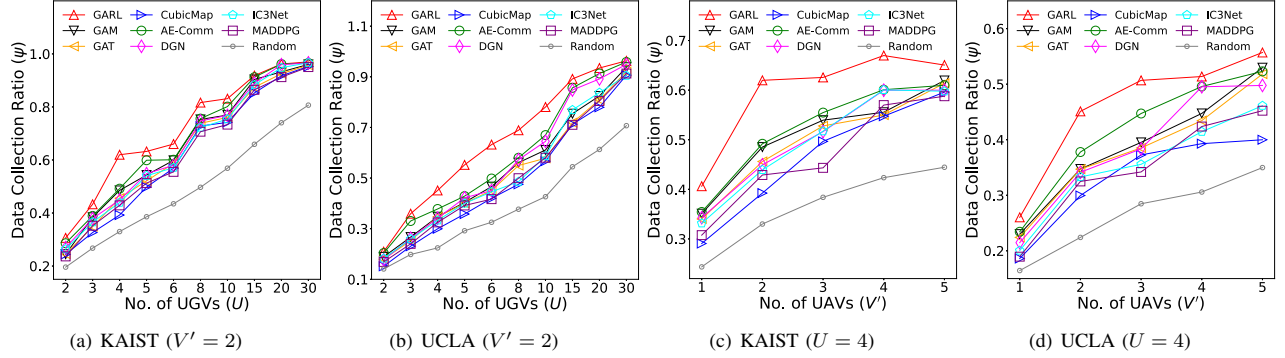 GARL CubicMap IC3Net
GAM AE-Comm MADDPG
GAT DGN Random
Data Collection Ratio (ψ)
1.0
0.8
0.6
0.4
0.2
2 3 4 5 6 8 10 15 20 30
No. of UGVs (U)
(a) KAIST (V′ = 2)
GARL CubicMap IC3Net
GAM AE-Comm MADDPG
GAT DGN Random
Data Collection Ratio (ψ)
1.1
0.9
0.7
0.5
0.3
0.1
2 3 4 5 6 8 10 15 20 30
No. of UGVs (U)
(b) UCLA (V′ = 2)
GARL CubicMap IC3Net
GAM AE-Comm MADDPG
GAT DGN Random
Data Collection Ratio (ψ)
0.7
0.6
0.5
0.4
0.3
1 2 3 4 5
No. of UAVs (V′)
(c) KAIST (U = 4)
GARL CubicMap IC3Net
GAM AE-Comm MADDPG
GAT DGN Random
Data Collection Ratio (ψ)
0.6
0.5
0.4
0.3
0.2
1 2 3 4 5
No. of UAVs (V′)
(d) UCLA (U = 4)